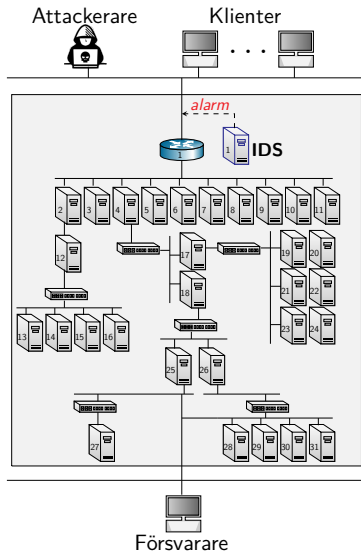 Attackerare Klienter
alarm
1 IDS
1
2 3 4 5 6 7 8 9 10 11
12 17 19 20
18 21 22
13 14 15 16 23 24
25 26
27 28 29 30 31
Försvarare